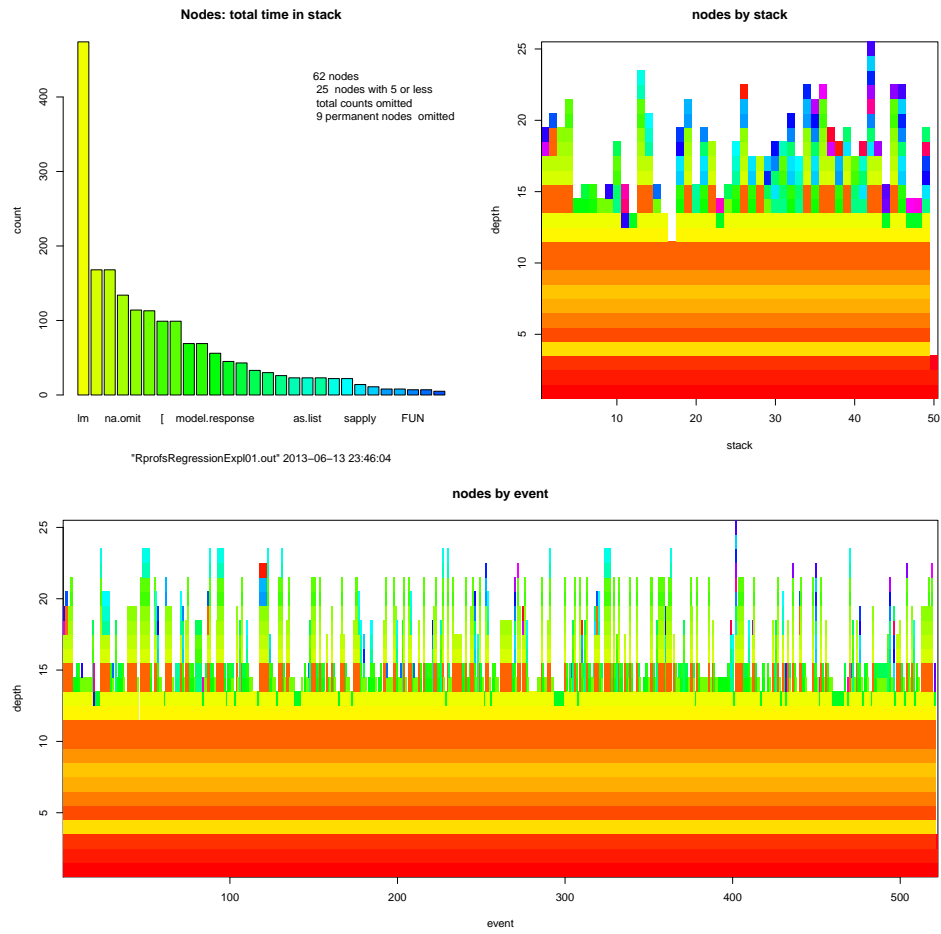 Nodes: total time in stack
62 nodes
25 nodes with 5 or less
total counts omitted
9 permanent nodes omitted
count
0
100
200
300
400
lm na.omit [ model.response as.list sapply FUN
"RprofsRegressionExpl01.out" 2013−06−13 23:46:04
nodes by stack
depth
5
10
15
20
25
10 20 30 40 50
stack
nodes by event
depth
5
10
15
20
25
100 200 300 400 500
event